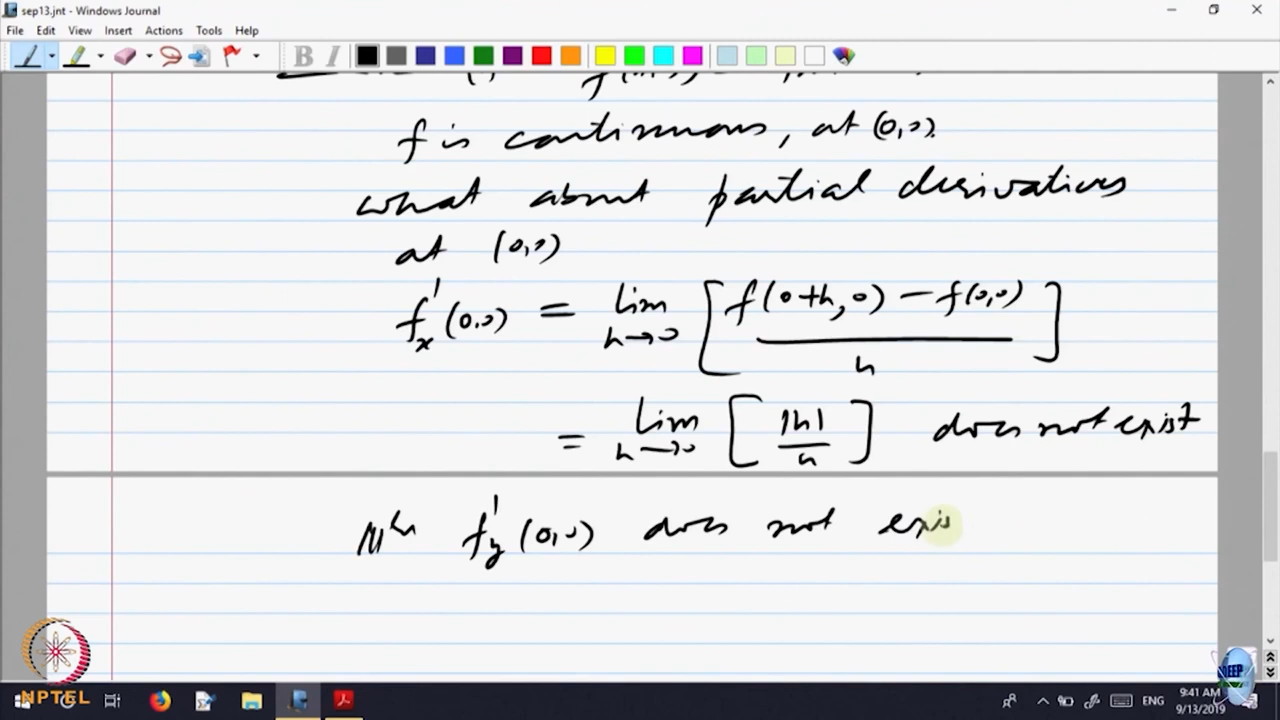 sep13.jnt - Windows Journal
File Edit View Insert Actions Tools Help
f is continuous, at (0,0).
what about partial derivatives
at (0,0)
f'x (0,0) = lim h→0 [ f(0+h, 0) − f(0,0) / h ]
= lim h→0 [ |h| / h ] does not exist
f'y (0,0) does not exis
NPTEL
ENG
9:41 AM
9/13/2019